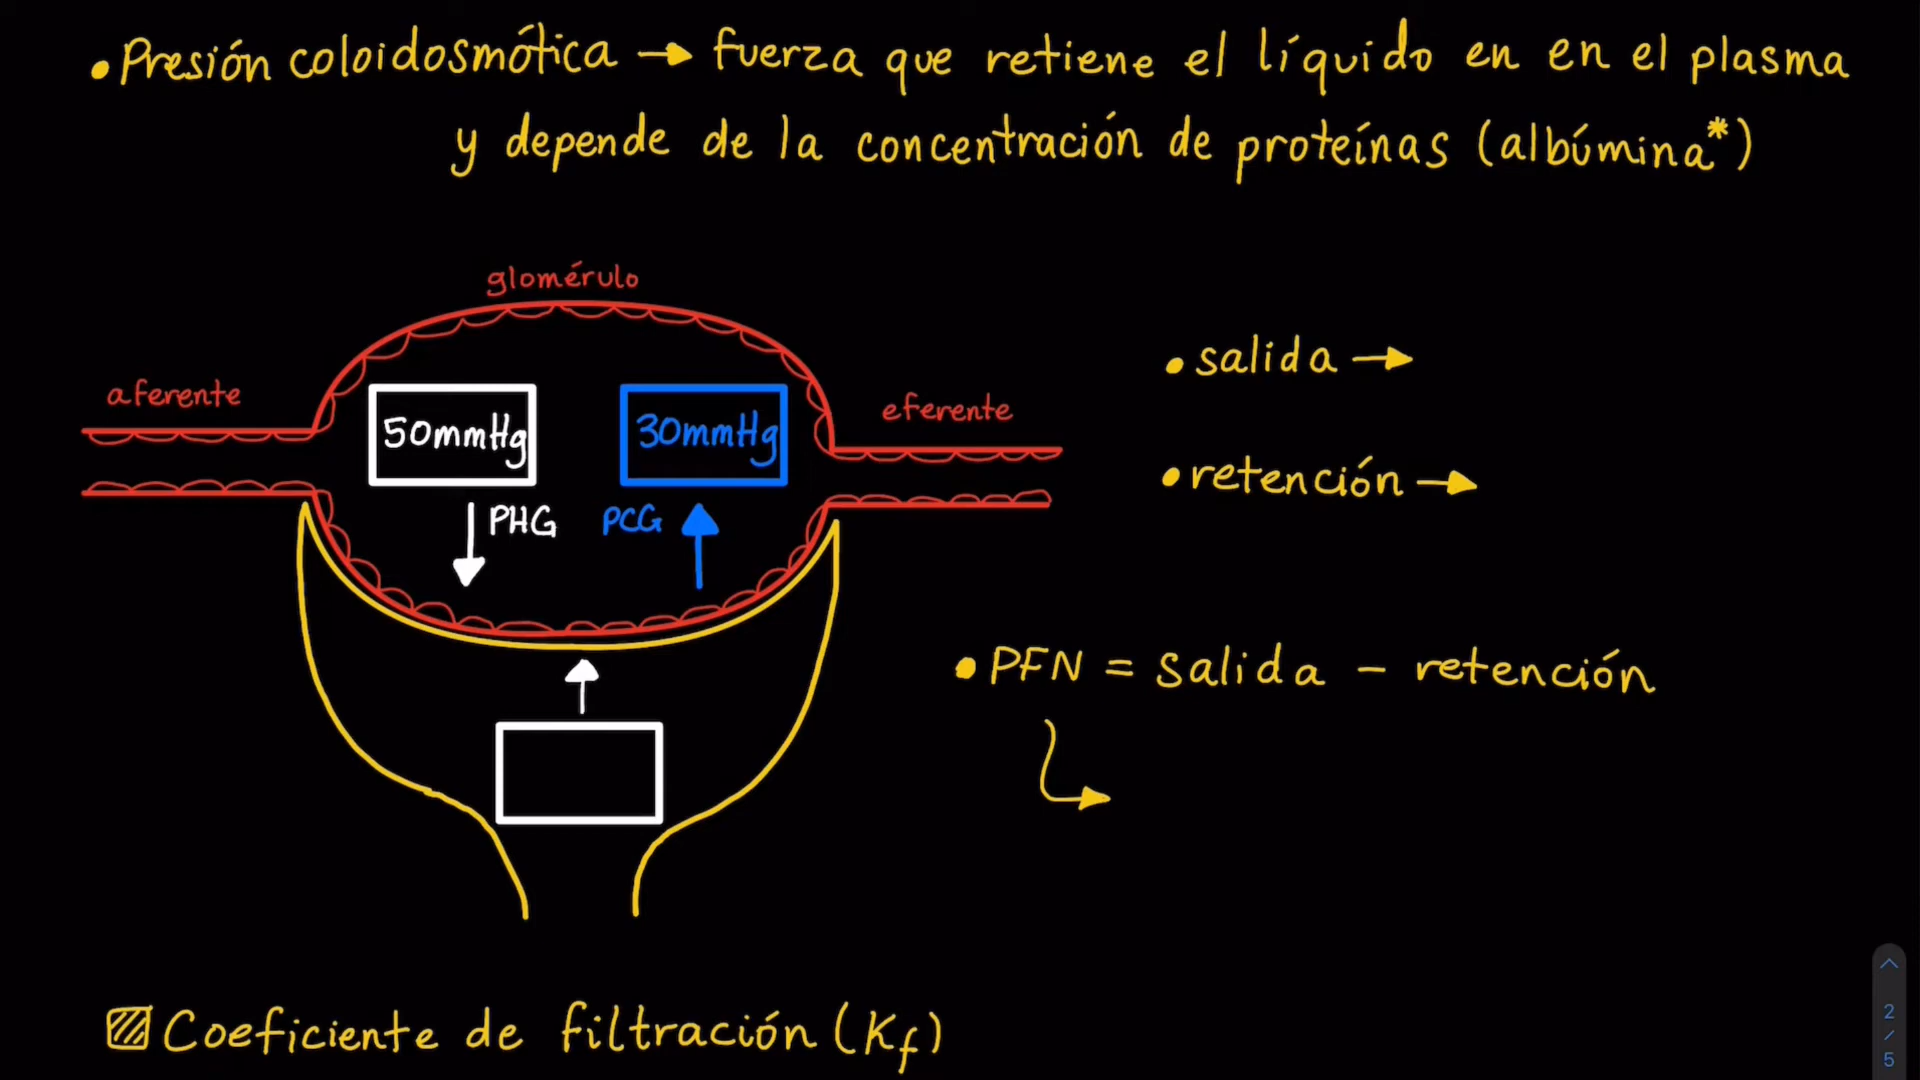 • Presión coloidosmótica → fuerza que retiene el líquido en en el plasma
y depende de la concentración de proteínas (albúmina*)
glomérulo
aferente
50mmHg
30mmHg
eferente
PHG
PCG
• salida →
• retención →
• PFN = salida - retención
Coeficiente de filtración (Kf)
2
/
5